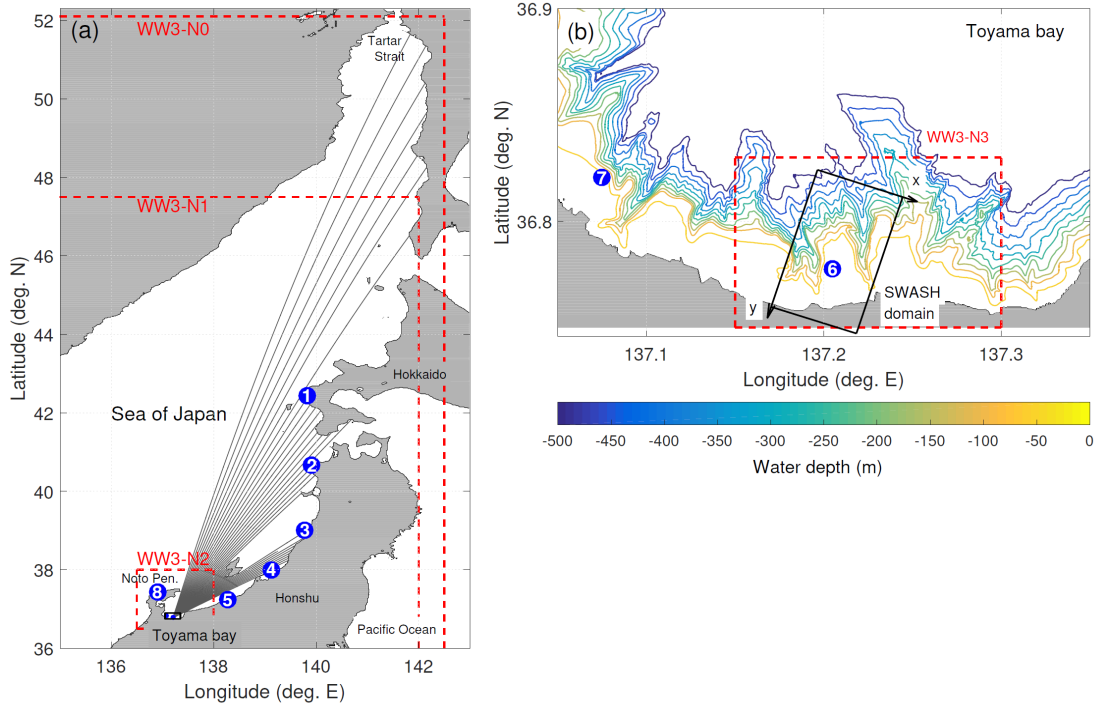 (a)
WW3-N0
Tartar
Strait
WW3-N1
Hokkaido
Sea of Japan
1
2
3
4
5
8
WW3-N2
Noto Pen.
Honshu
Toyama bay
Pacific Ocean
52
50
48
46
44
42
40
38
36
136
138
140
142
Latitude (deg. N)
Longitude (deg. E)
(b)
Toyama bay
WW3-N3
7
6
x
y
SWASH
domain
36.9
36.8
137.1
137.2
137.3
Latitude (deg. N)
Longitude (deg. E)
-500
-450
-400
-350
-300
-250
-200
-150
-100
-50
0
Water depth (m)